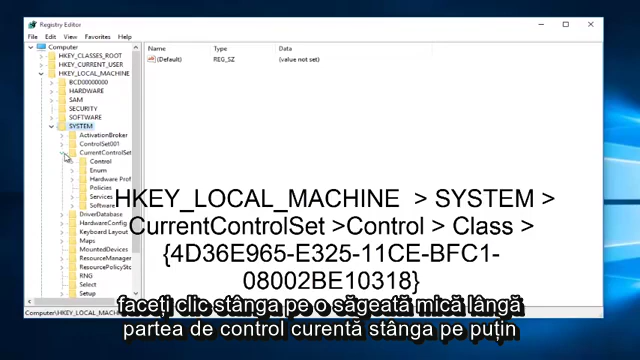 Registry Editor
File Edit View Favorites Help
Computer
HKEY_CLASSES_ROOT
HKEY_CURRENT_USER
HKEY_LOCAL_MACHINE
BCD00000000
HARDWARE
SAM
SECURITY
SOFTWARE
SYSTEM
ActivationBroker
ControlSet001
CurrentControlSet
Control
Enum
Hardware Prof
Policies
Services
Software
DriverDatabase
HardwareConfig
Keyboard Layout
Maps
MountedDevices
ResourceManager
ResourcePolicySto
RNG
Select
Setup
Name Type Data
(Default) REG_SZ (value not set)
HKEY_LOCAL_MACHINE > SYSTEM >
CurrentControlSet >Control > Class >
{4D36E965-E325-11CE-BFC1-
08002BE10318}
faceți clic stânga pe o săgeată mică lângă
partea de control curentă stânga pe puțin
Computer\HKEY_LOCAL_MACHINE